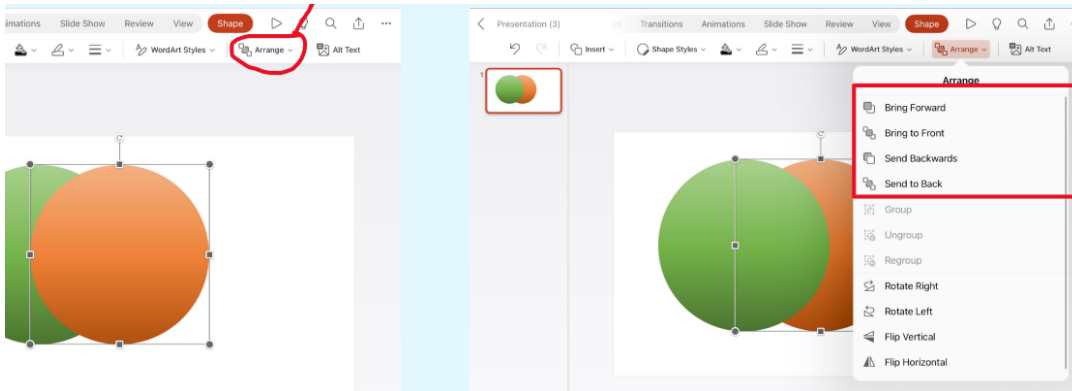 imations Slide Show Review View Shape
WordArt Styles Arrange Alt Text
Presentation (3) Transitions Animations Slide Show Review View Shape
Insert Shape Styles WordArt Styles Arrange Alt Text
1
Arrange
Bring Forward
Bring to Front
Send Backwards
Send to Back
Group
Ungroup
Regroup
Rotate Right
Rotate Left
Flip Vertical
Flip Horizontal